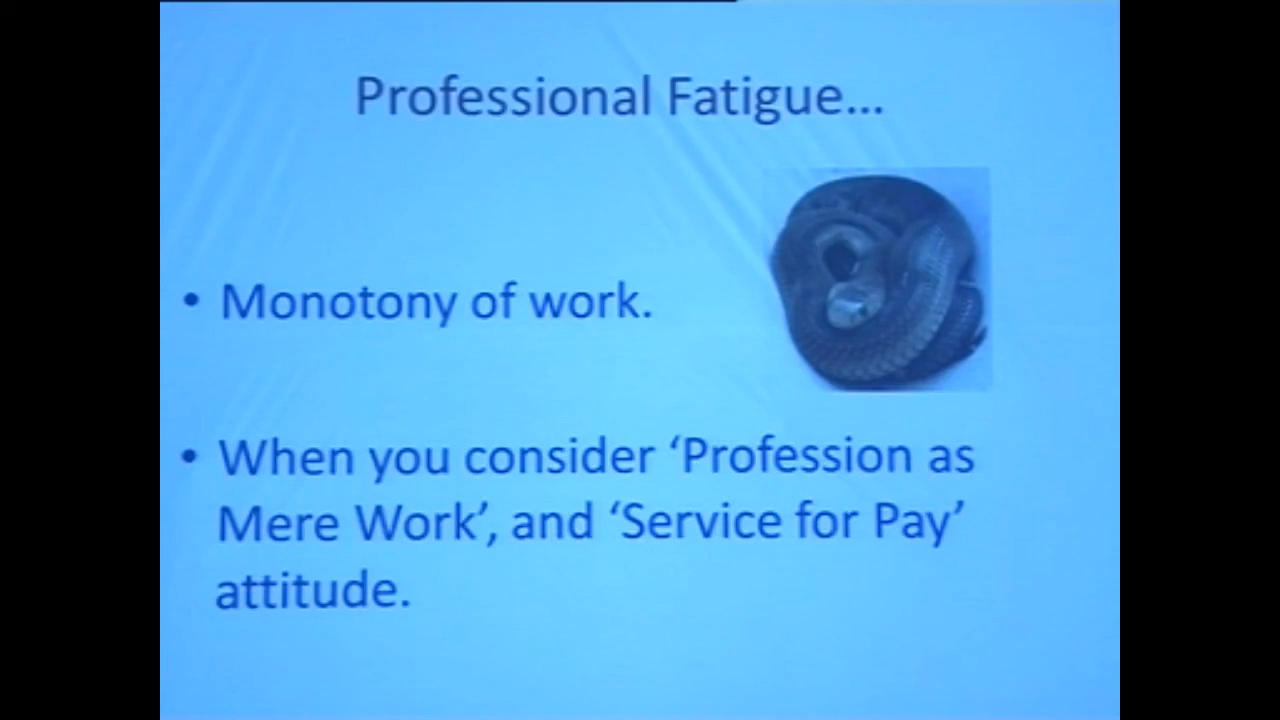 Professional Fatigue...
• Monotony of work.
• When you consider ‘Profession as
Mere Work’, and ‘Service for Pay’
attitude.